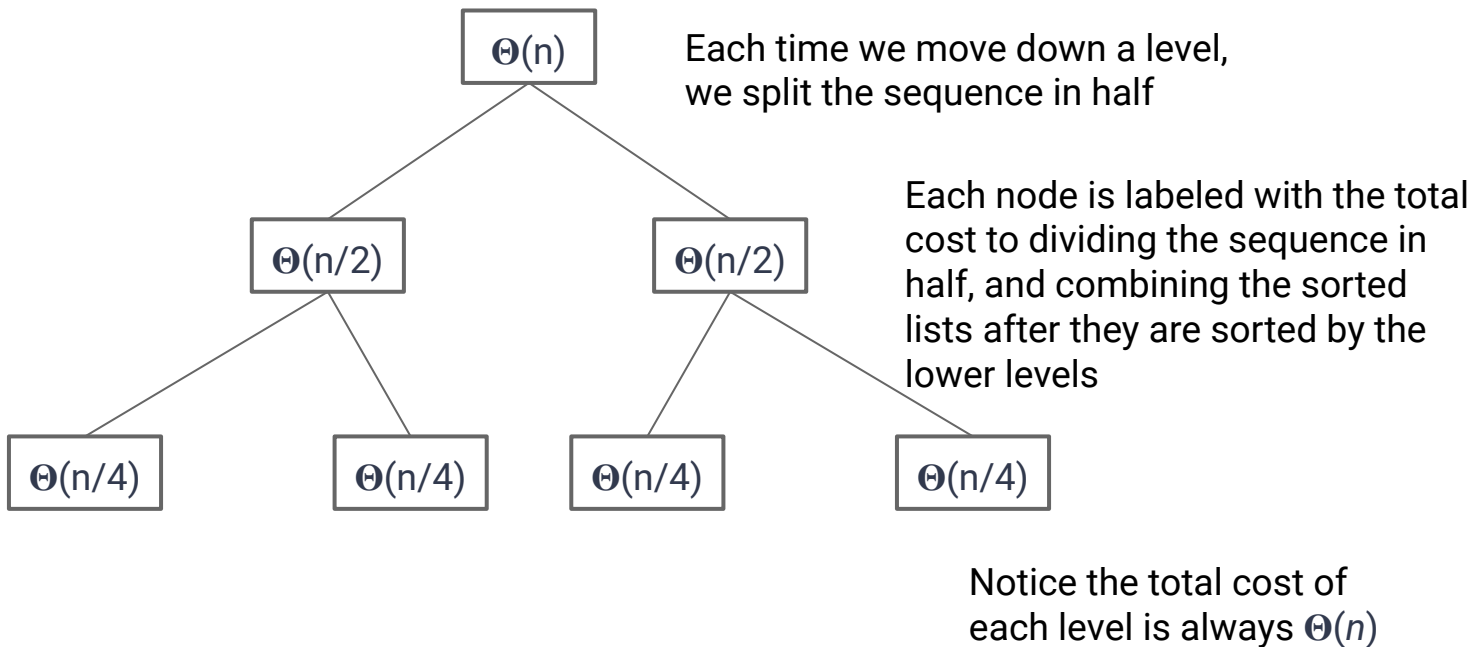 Θ(n)
Each time we move down a level,
we split the sequence in half
Each node is labeled with the total
cost to dividing the sequence in
half, and combining the sorted
lists after they are sorted by the
lower levels
Θ(n/2)
Θ(n/2)
Θ(n/4)
Θ(n/4)
Θ(n/4)
Θ(n/4)
Notice the total cost of
each level is always Θ(n)